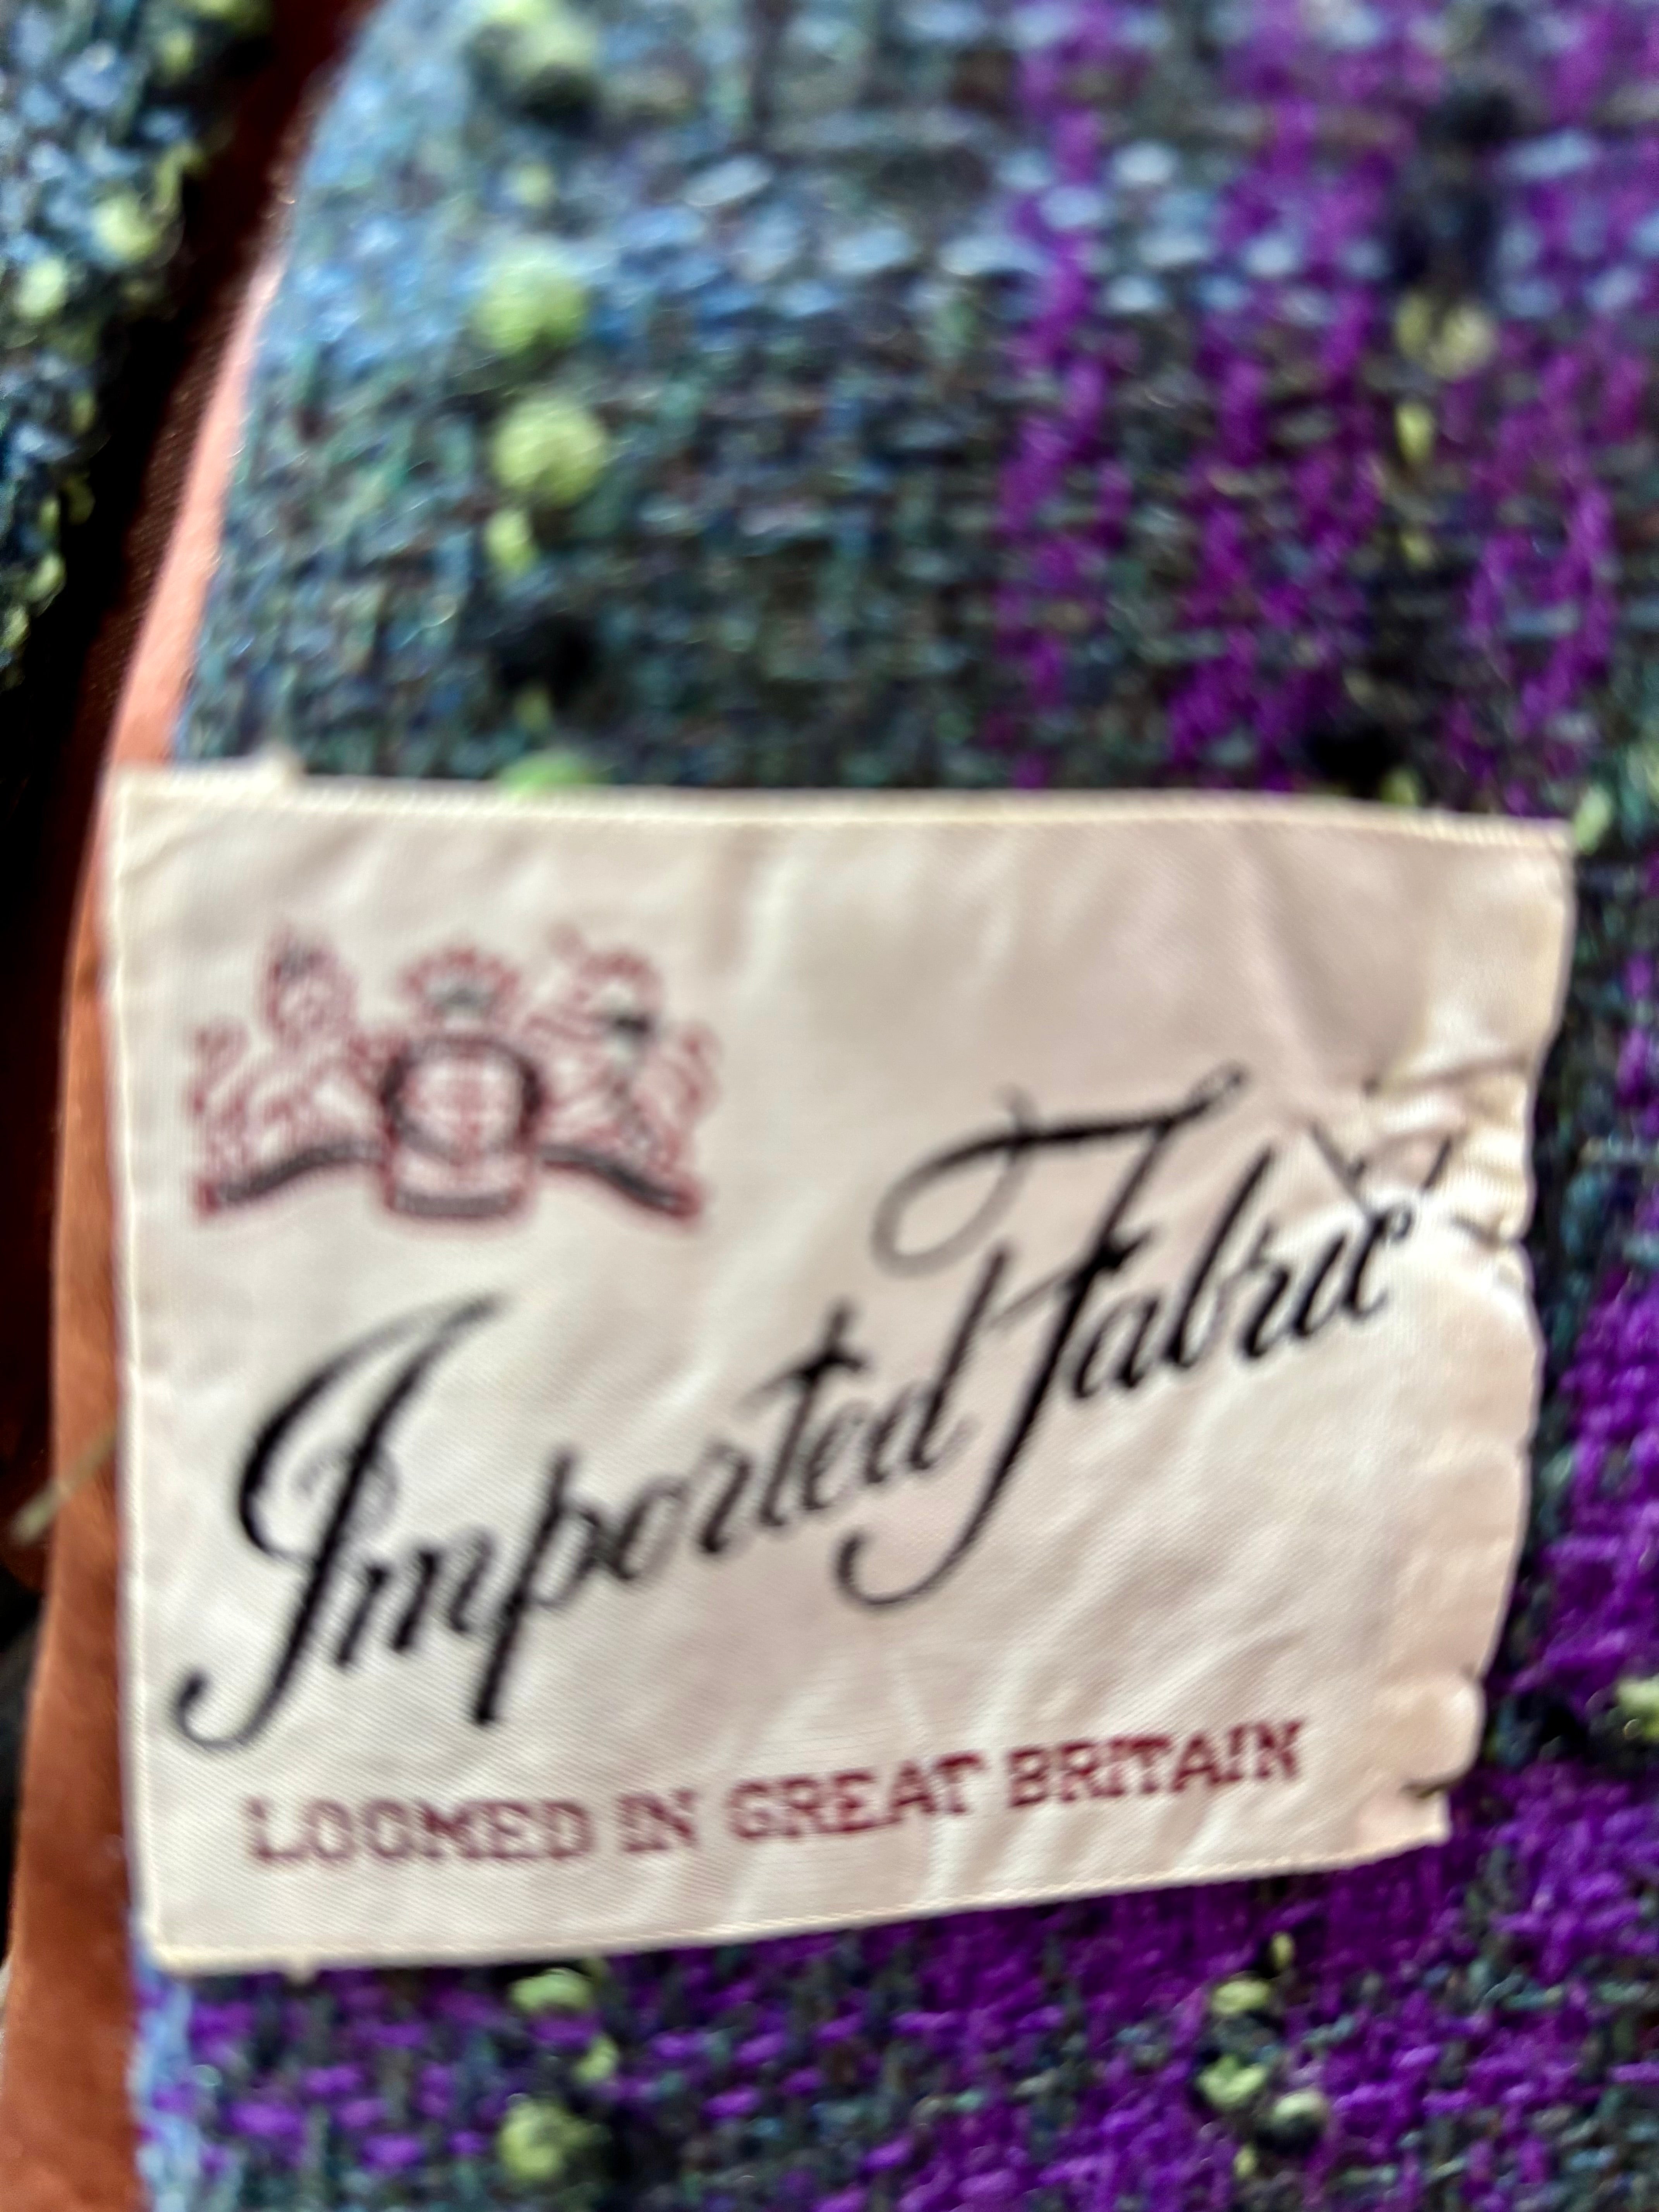 Imported Fabric
LOOMED IN GREAT BRITAIN